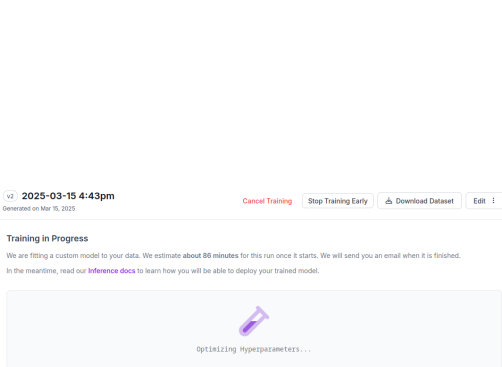 v2 2025-03-15 4:43pm Cancel Training Stop Training Early Download Dataset Edit
Generated on Mar 15, 2025
Training in Progress
We are fitting a custom model to your data. We estimate about 86 minutes for this run once it starts. We will send you an email when it is finished.
In the meantime, read our Inference docs to learn how you will be able to deploy your trained model.
Optimizing Hyperparameters...